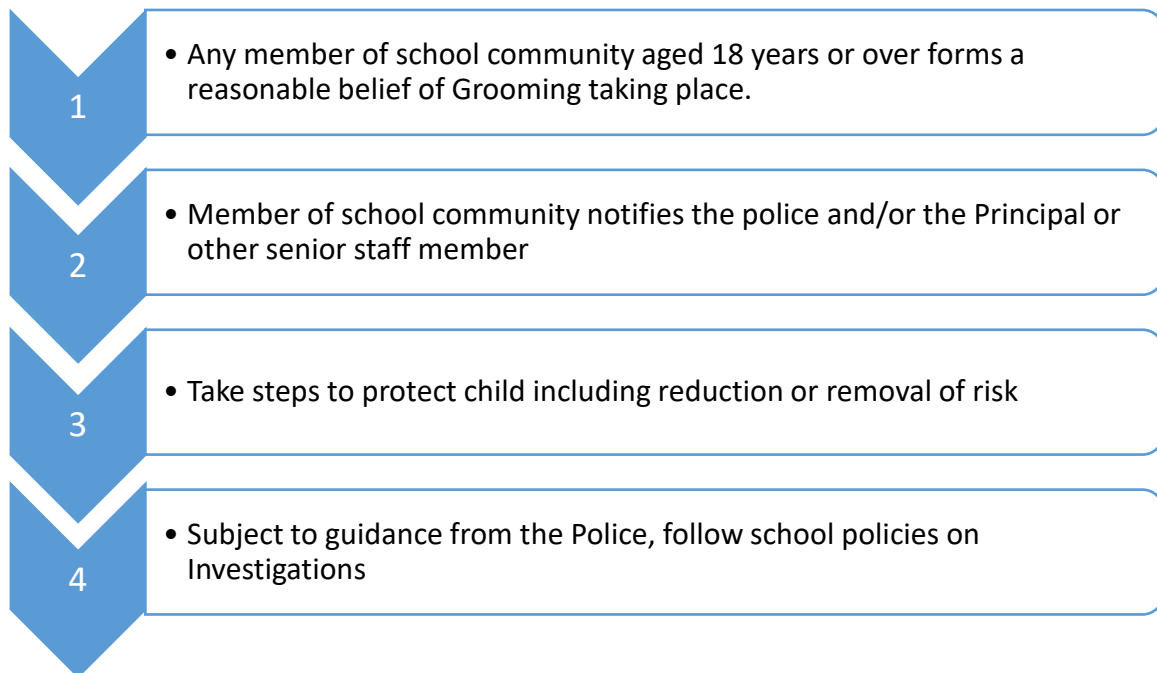 1
• Any member of school community aged 18 years or over forms a
reasonable belief of Grooming taking place.
2
• Member of school community notifies the police and/or the Principal or
other senior staff member
3
• Take steps to protect child including reduction or removal of risk
4
• Subject to guidance from the Police, follow school policies on
Investigations